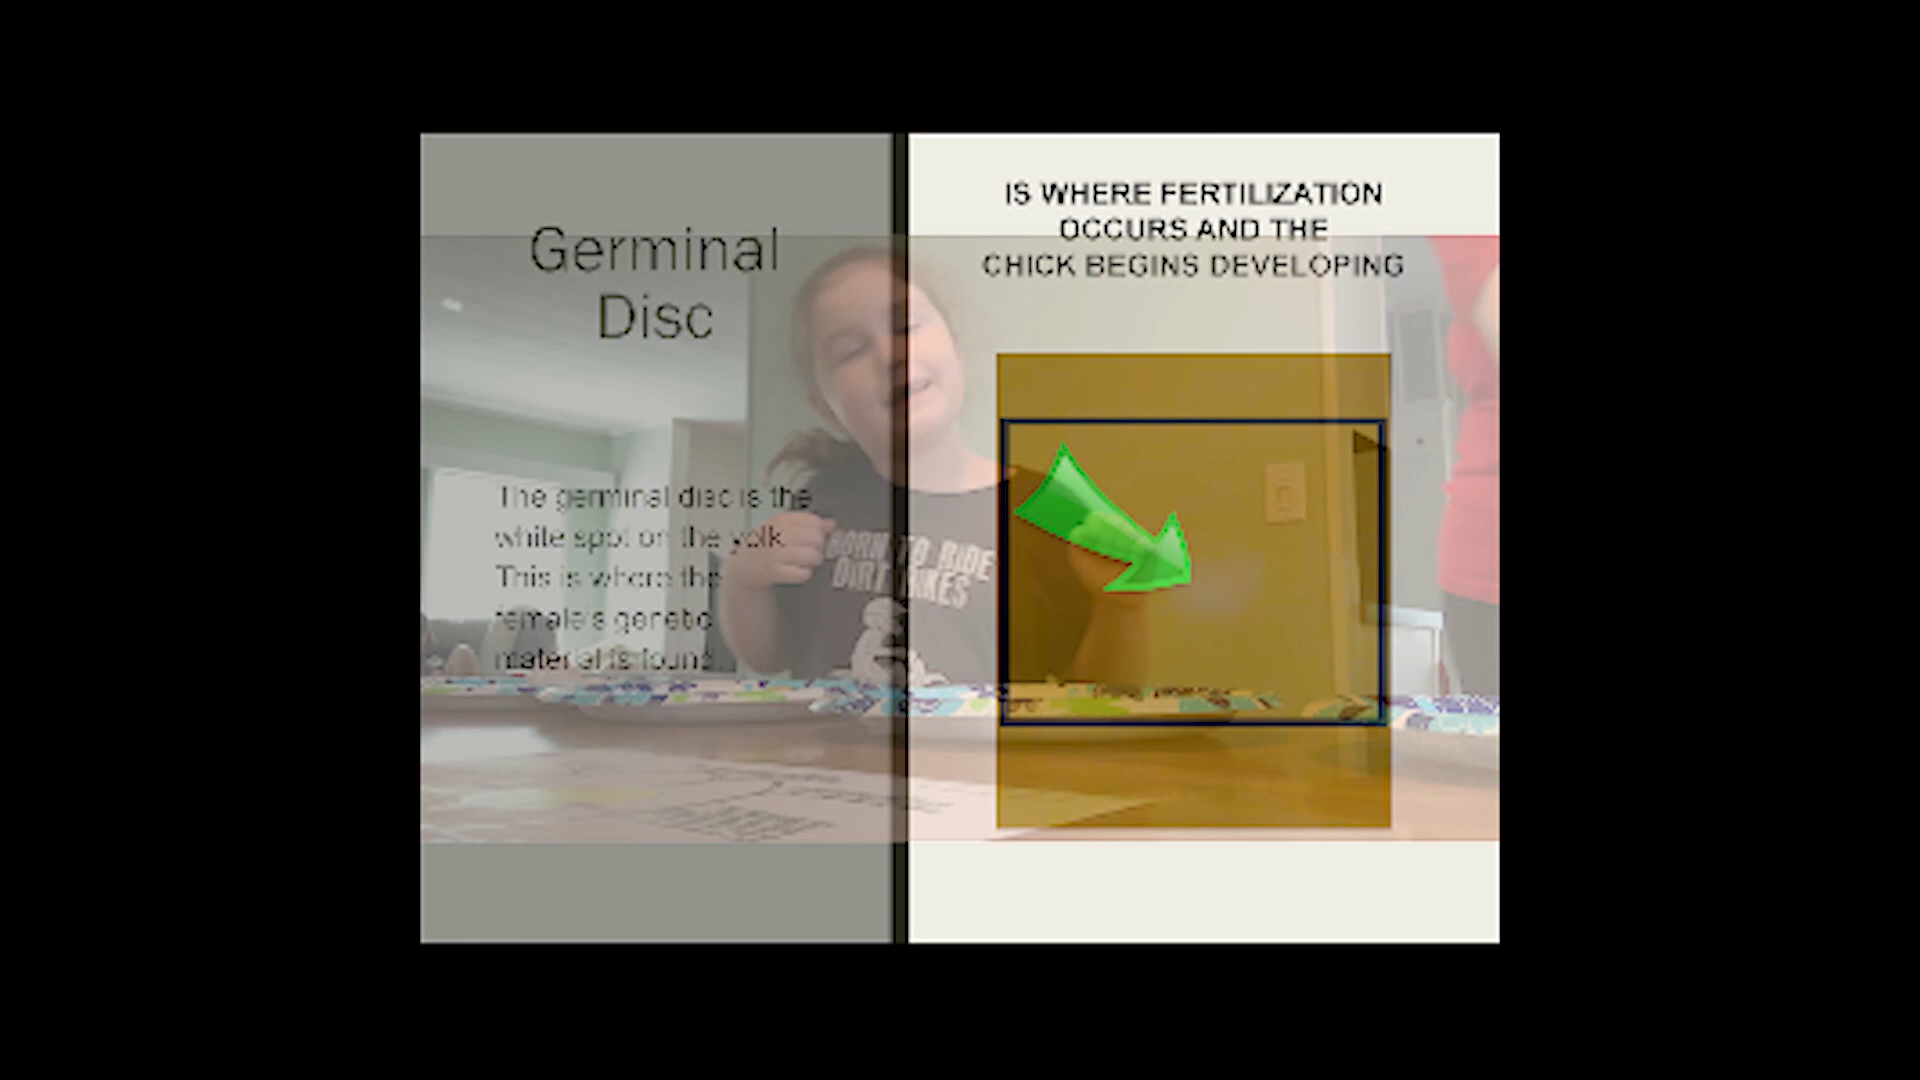 Germinal
Disc
The germinal disc is the
white spot on the yolk.
This is where the
female's genetic
material is found
IS WHERE FERTILIZATION
OCCURS AND THE
CHICK BEGINS DEVELOPING
BORN TO RIDE
DIRT BIKES